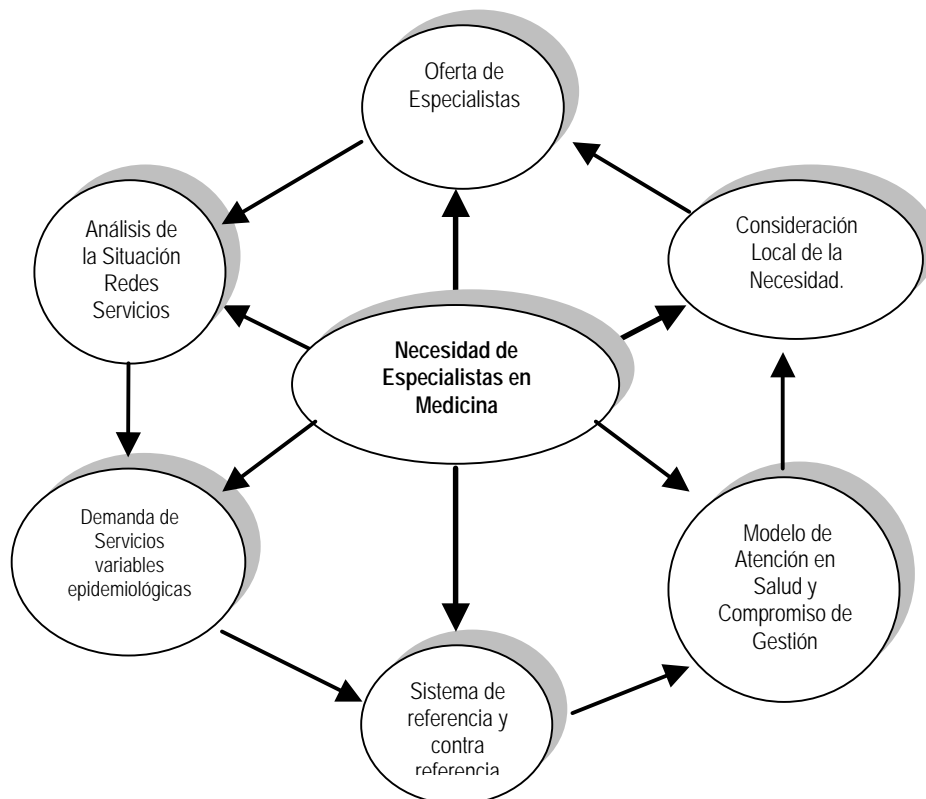 Oferta de
Especialistas
Análisis de
la Situación
Redes
Servicios
Consideración
Local de la
Necesidad.
Necesidad de
Especialistas en
Medicina
Demanda de
Servicios
variables
epidemiológicas
Modelo de
Atención en
Salud y
Compromiso de
Gestión
Sistema de
referencia y
contra
referencia